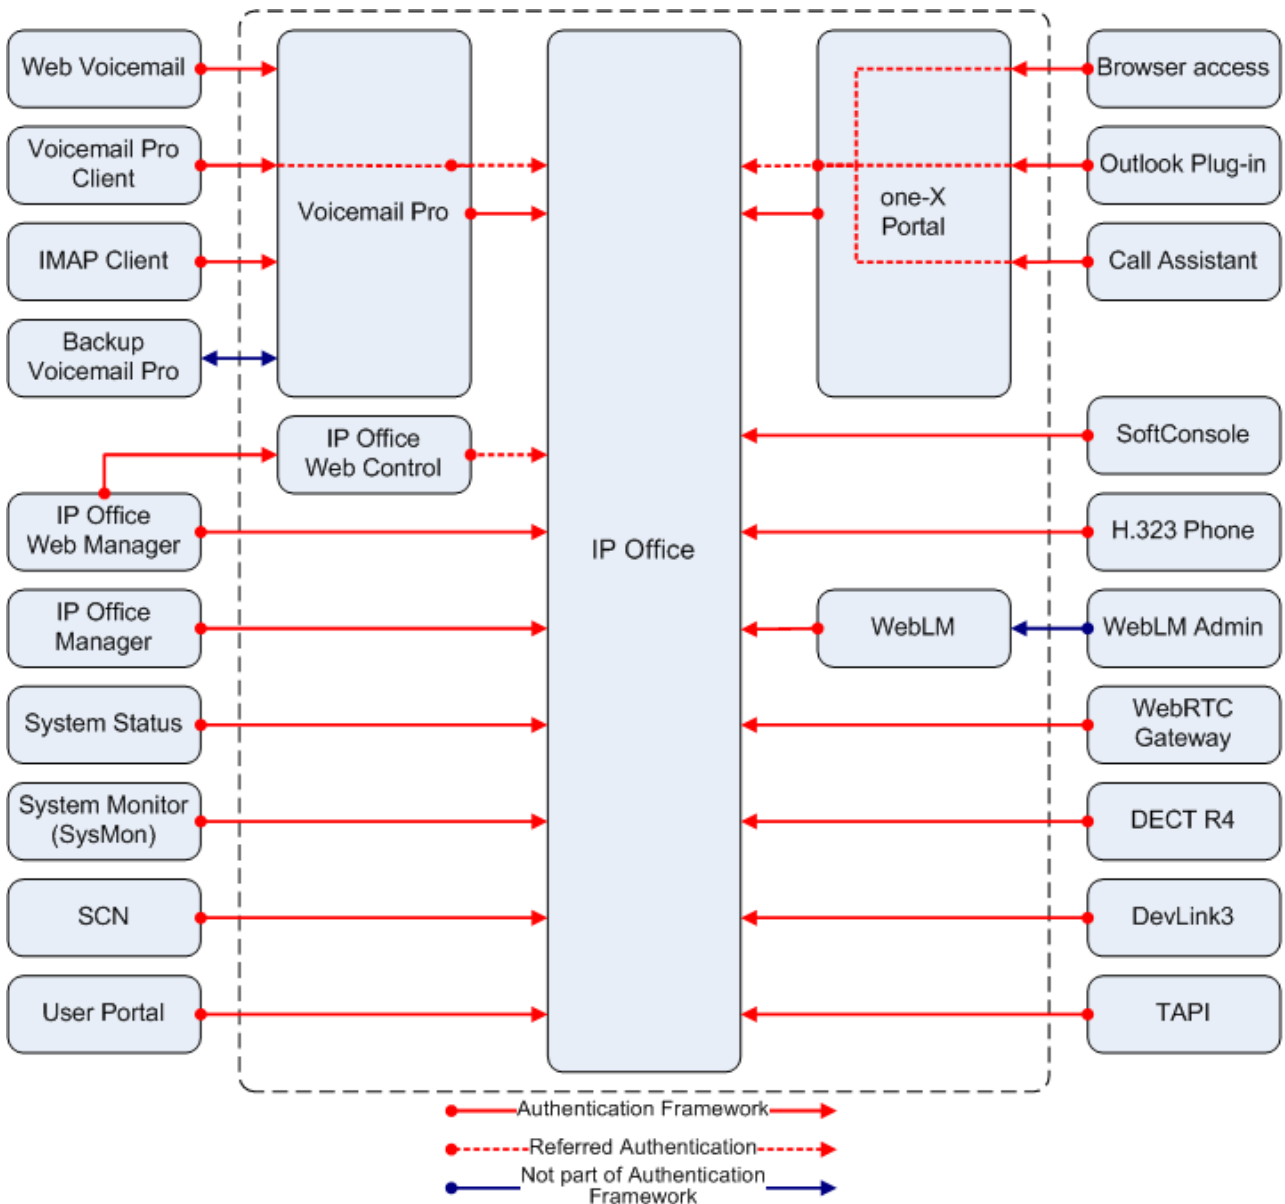 Web Voicemail
Voicemail Pro
Client
IMAP Client
Backup
Voicemail Pro
IP Office
Web Manager
IP Office
Manager
System Status
System Monitor
(SysMon)
SCN
User Portal
Voicemail Pro
IP Office
Web Control
IP Office
one-X
Portal
WebLM
Browser access
Outlook Plug-in
Call Assistant
SoftConsole
H.323 Phone
WebLM Admin
WebRTC
Gateway
DECT R4
DevLink3
TAPI
Authentication Framework
Referred Authentication
Not part of Authentication
Framework